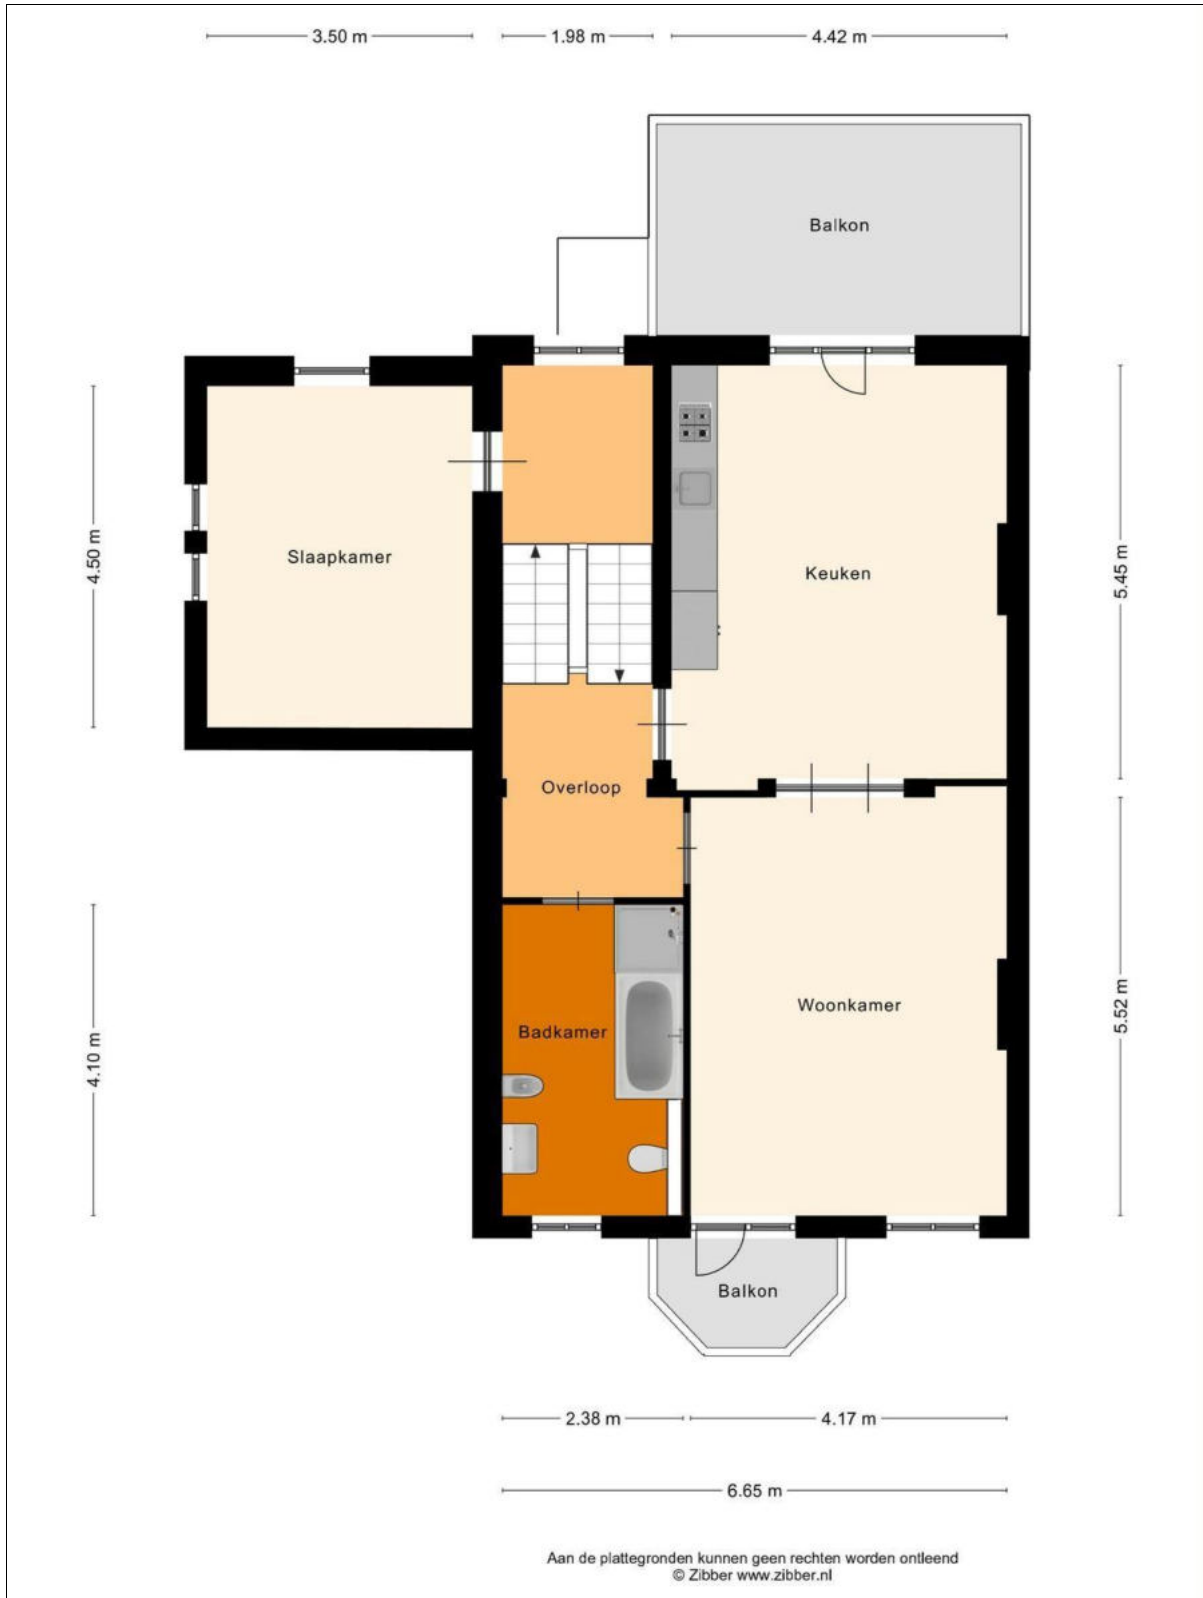 3.50 m
1.98 m
4.42 m
Balkon
4.50 m
Slaapkamer
Keuken
5.45 m
Overloop
4.10 m
Badkamer
Woonkamer
5.52 m
Balkon
2.38 m
4.17 m
6.65 m
Aan de plattegronden kunnen geen rechten worden ontleend
© Zibber www.zibber.nl